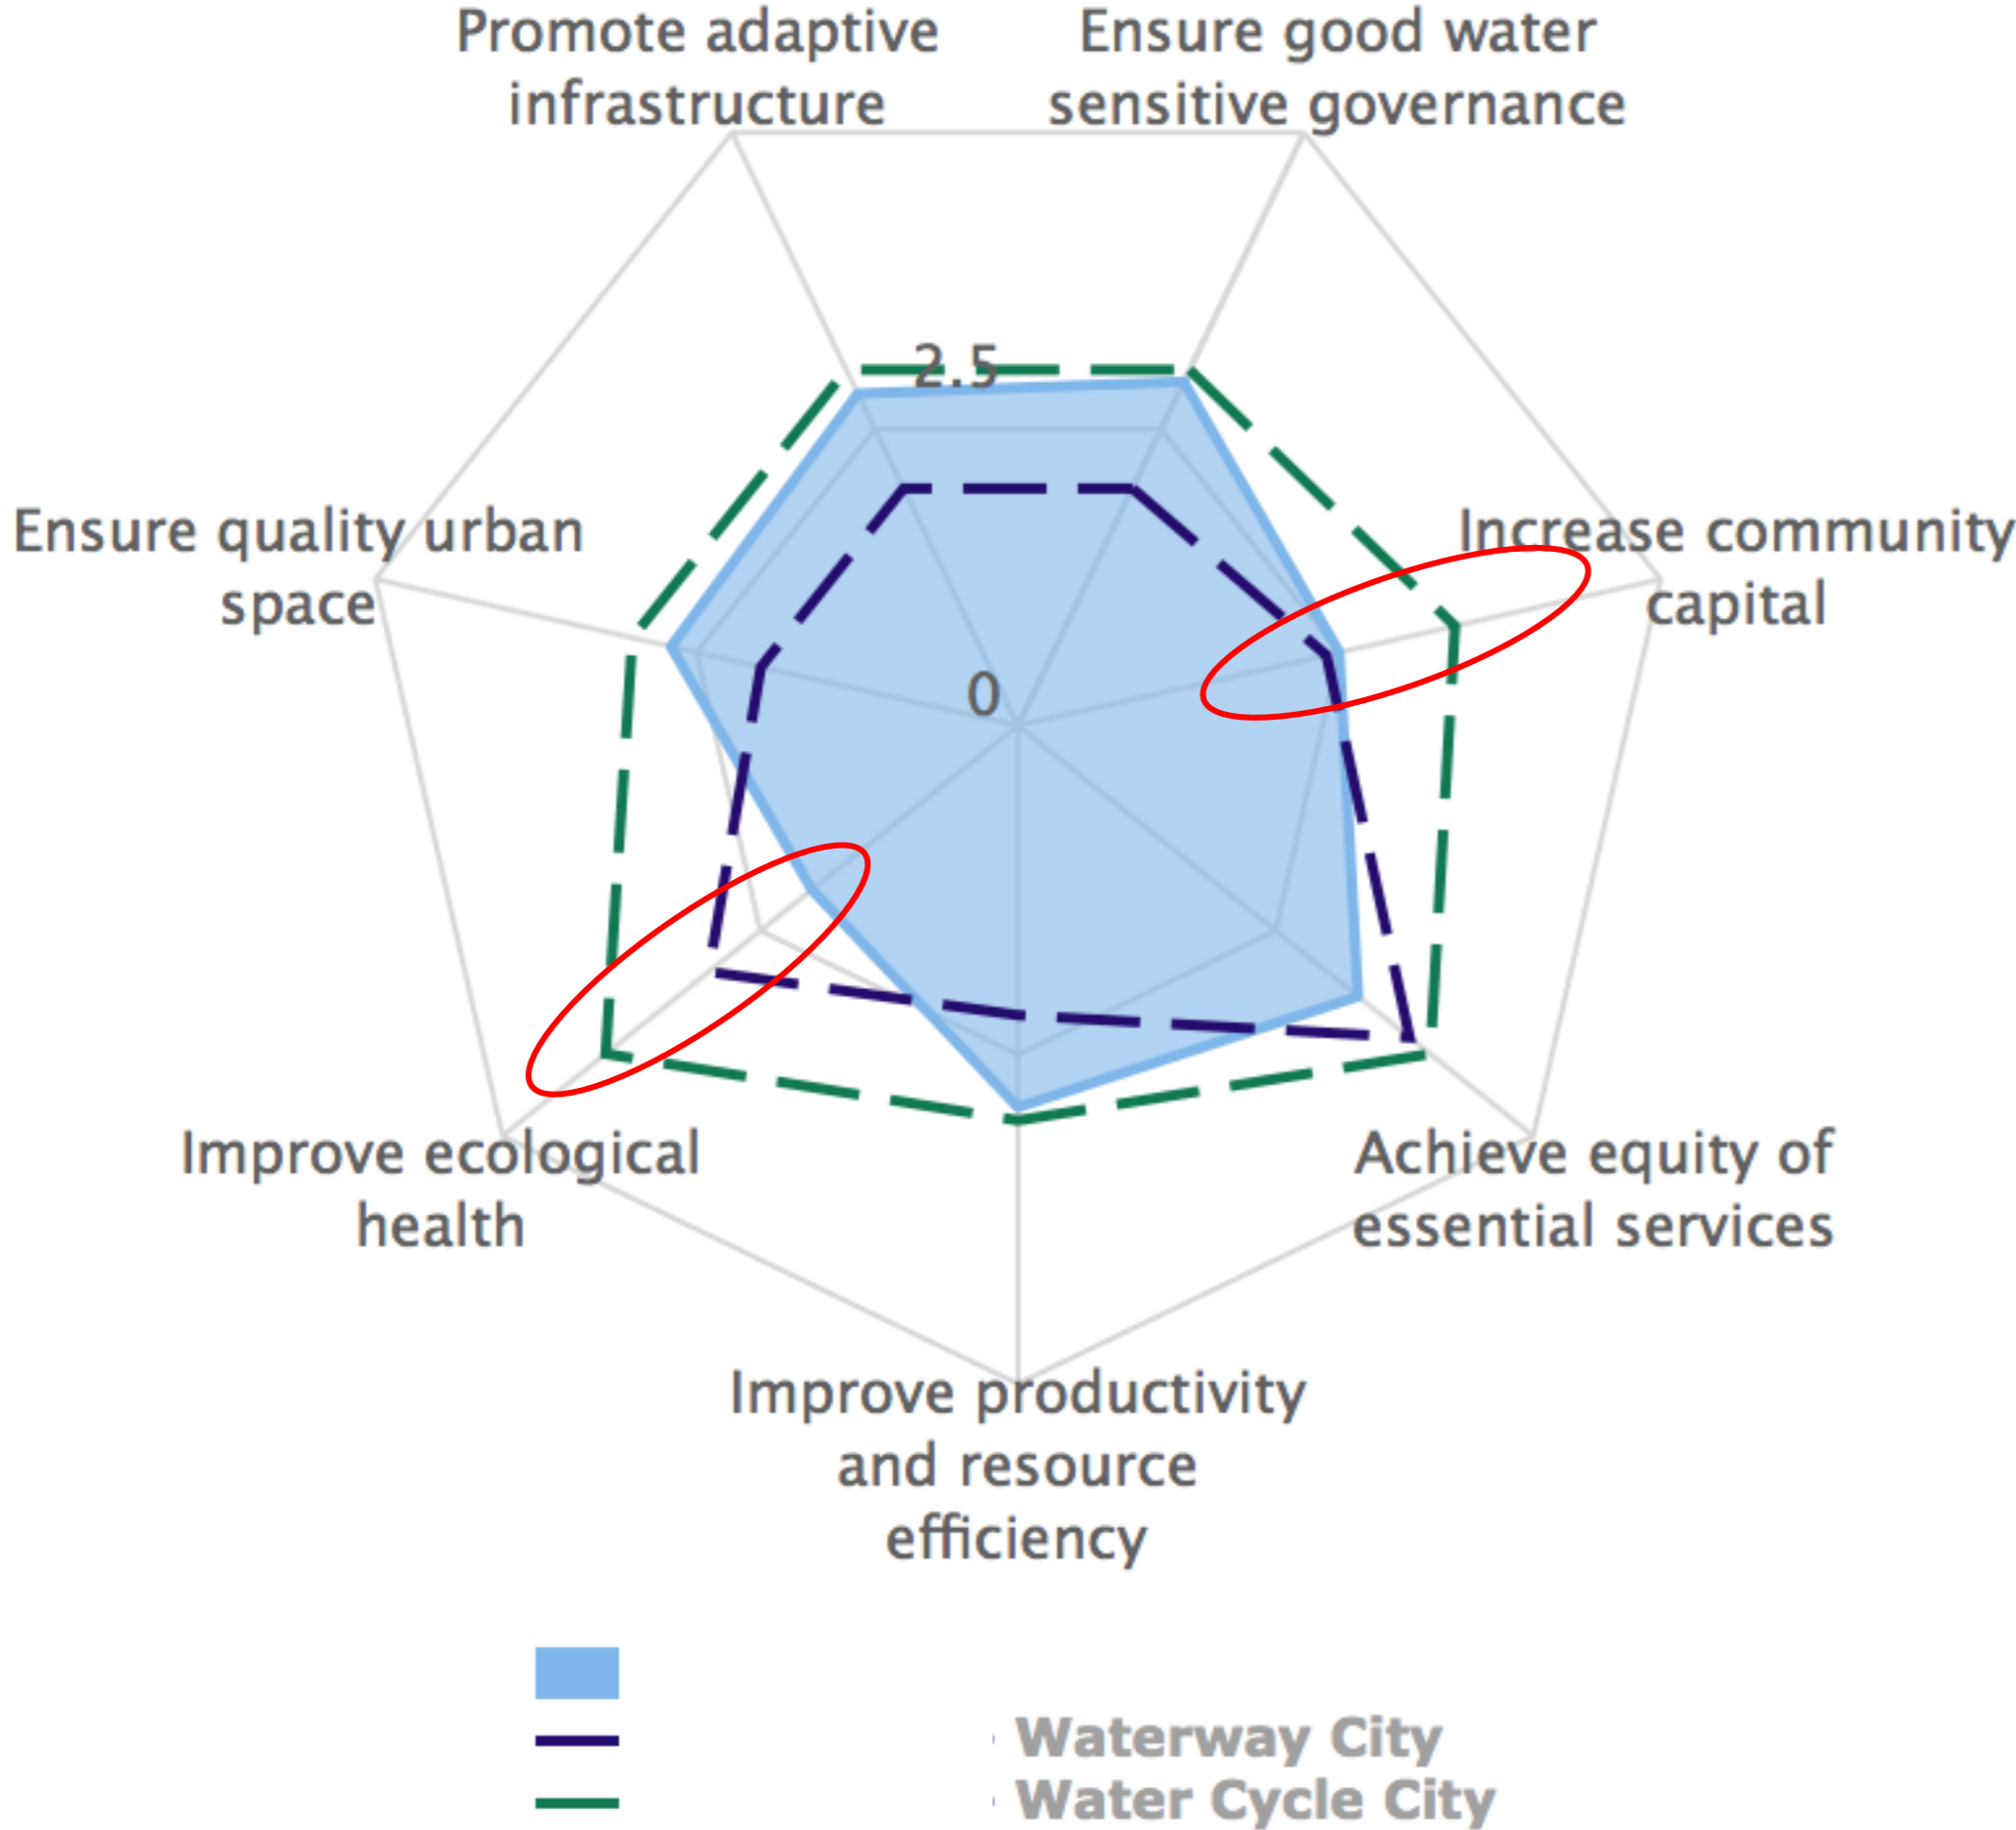 Promote adaptive
infrastructure
Ensure good water
sensitive governance
2.5
Ensure quality urban
space
Increase community
capital
0
Improve ecological
health
Achieve equity of
essential services
Improve productivity
and resource
efficiency
Waterway City
Water Cycle City